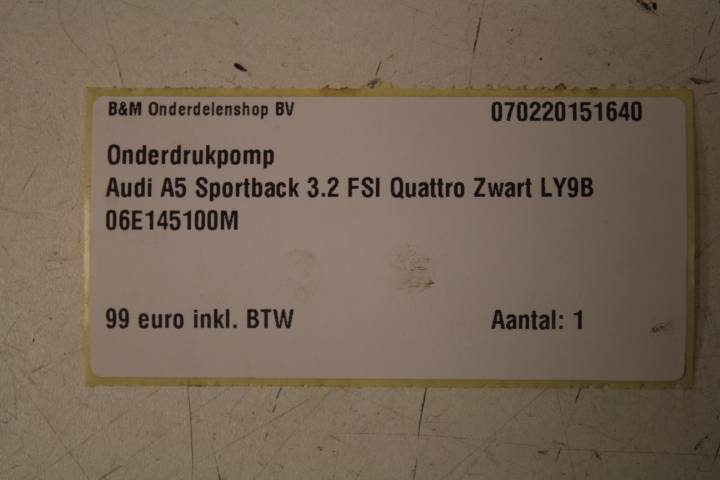 B&M Onderdelenshop BV 070220151640
Onderdrukpomp
Audi A5 Sportback 3.2 FSI Quattro Zwart LY9B
06E145100M
99 euro inkl. BTW Aantal: 1